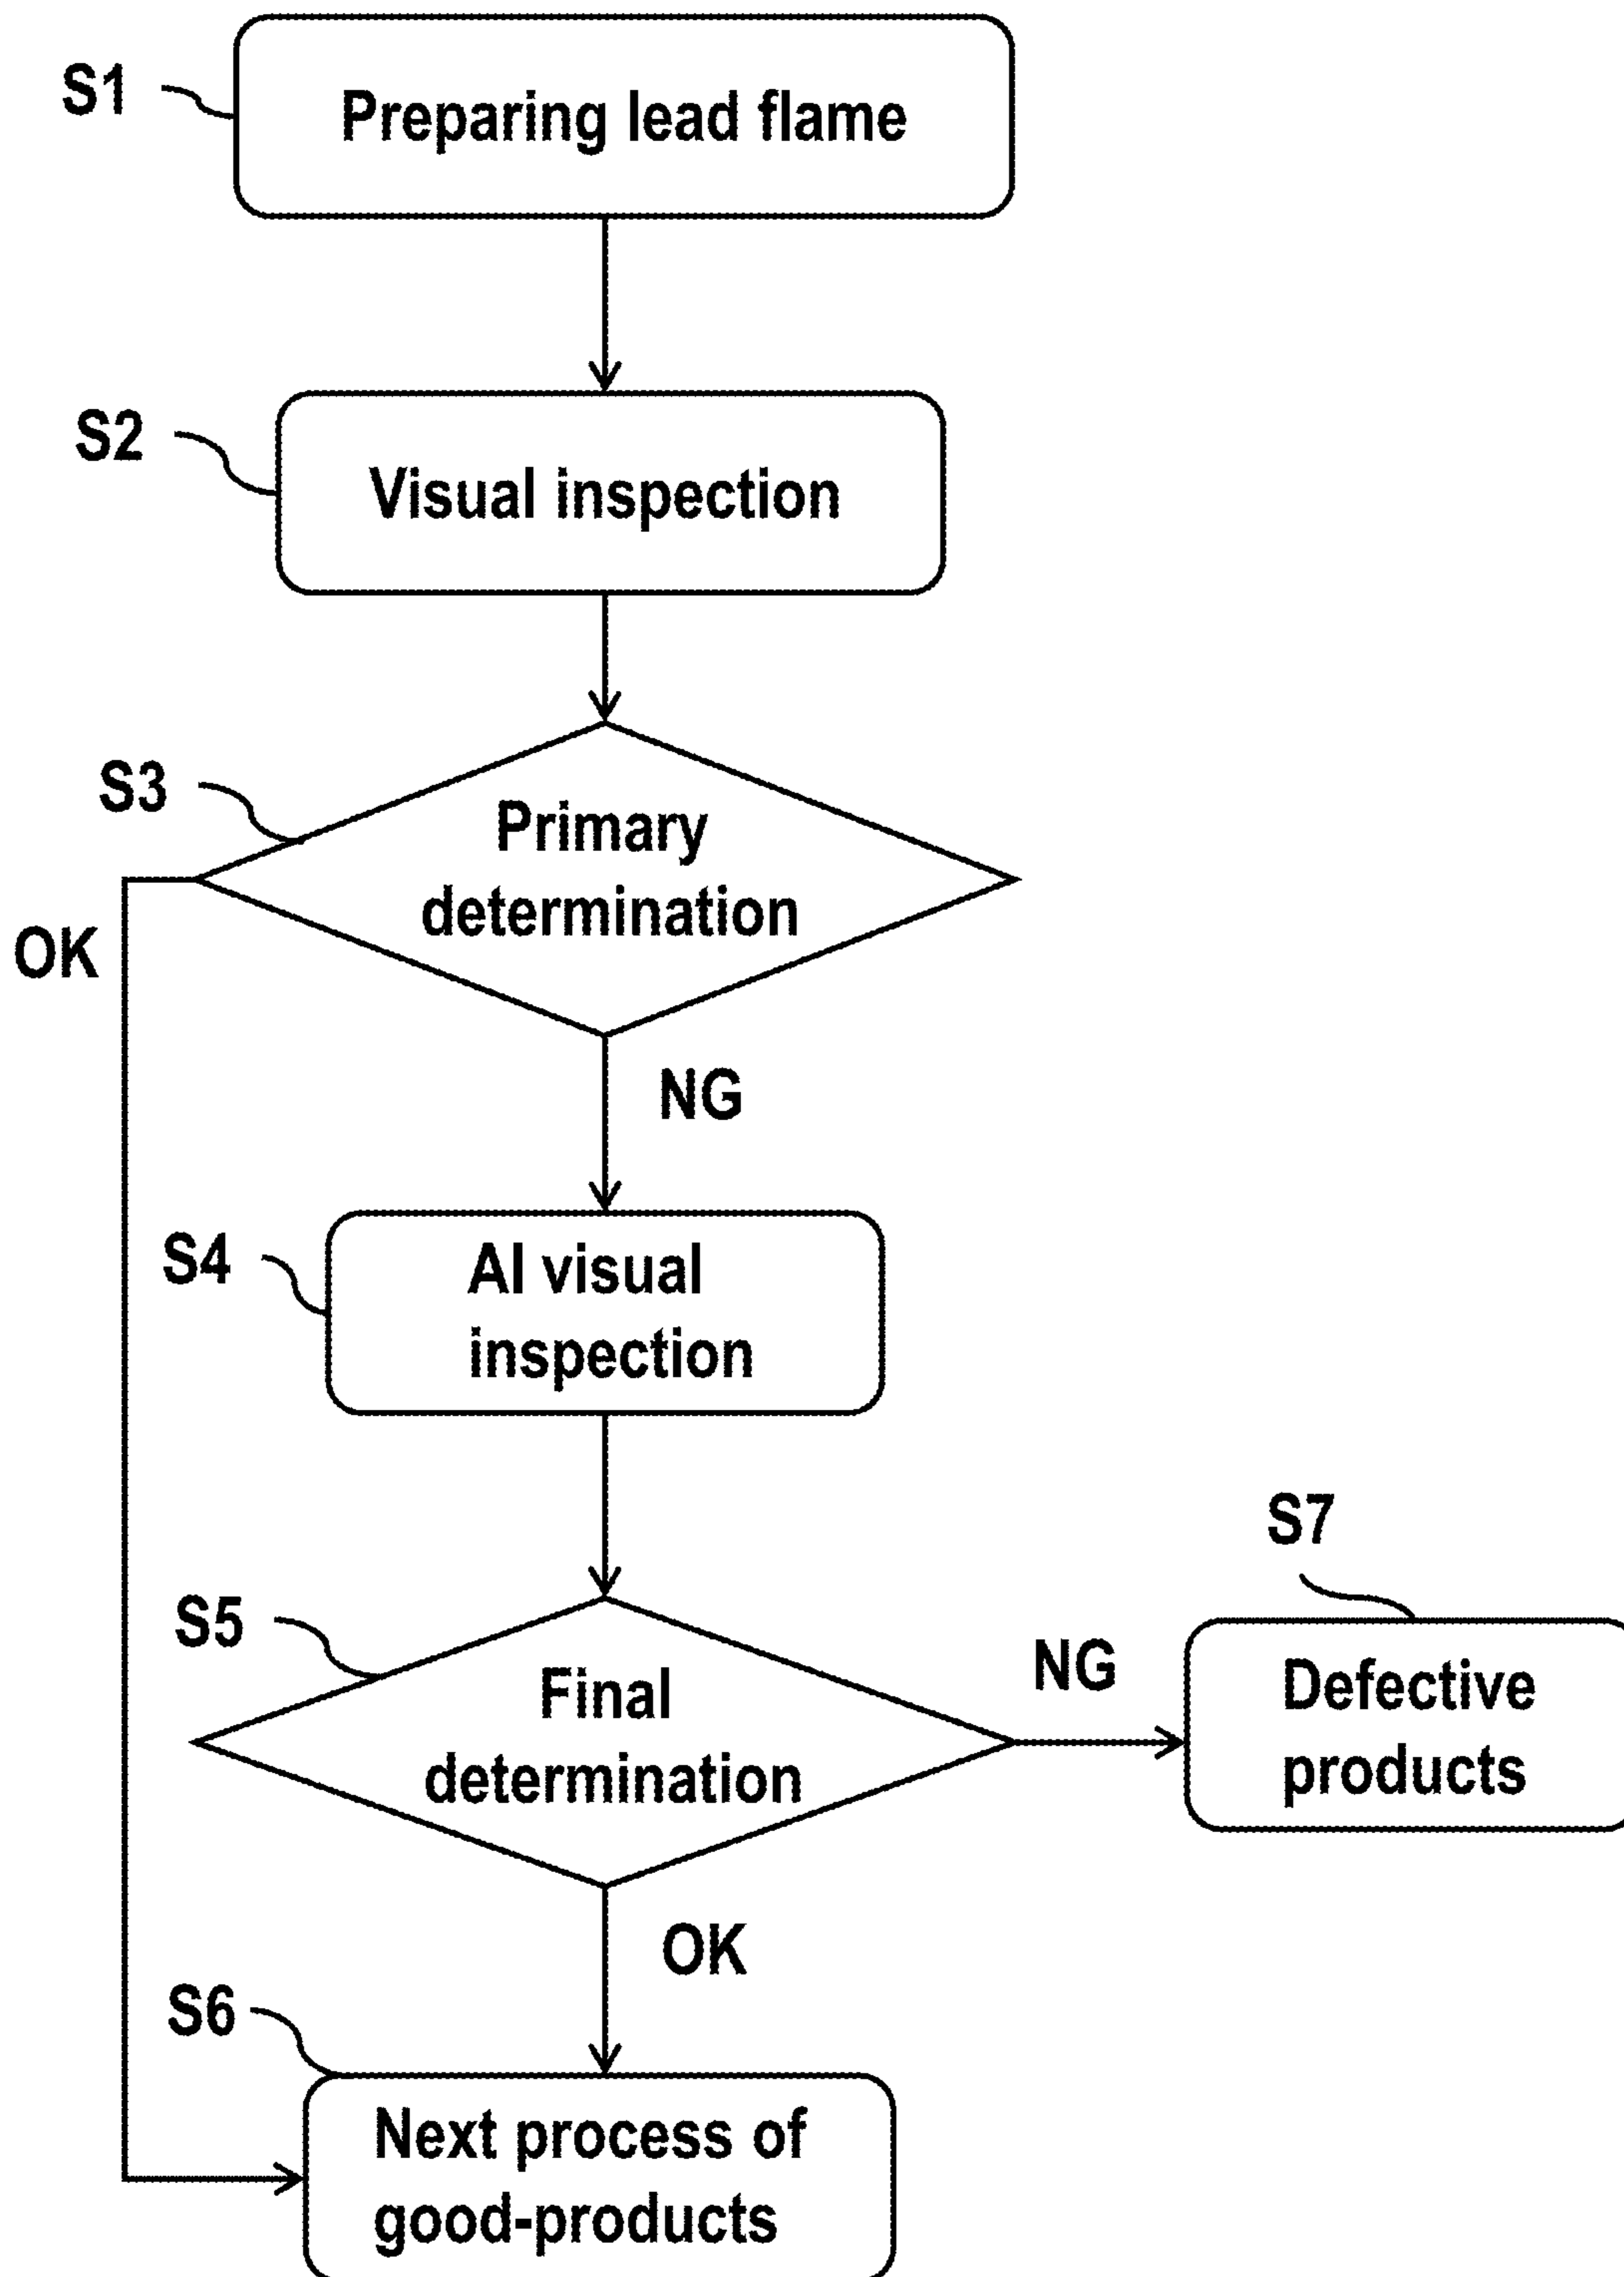 S1
Preparing lead flame
S2
Visual inspection
S3
Primary
determination
OK
NG
S4
AI visual
inspection
S7
S5
Final
determination
NG
Defective
products
OK
S6
Next process of
good-products